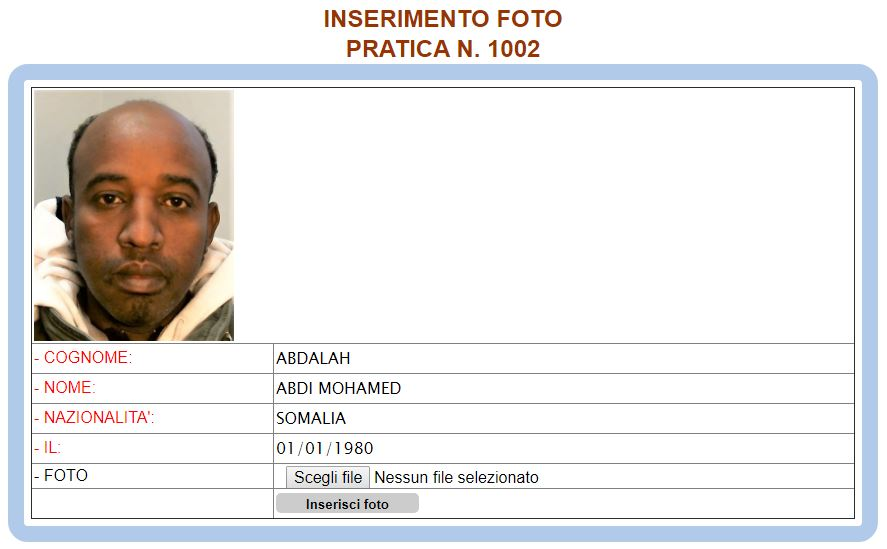 INSERIMENTO FOTO
PRATICA N. 1002
- COGNOME: ABDALAH
- NOME: ABDI MOHAMED
- NAZIONALITA': SOMALIA
- IL: 01/01/1980
- FOTO Scegli file Nessun file selezionato
Inserisci foto